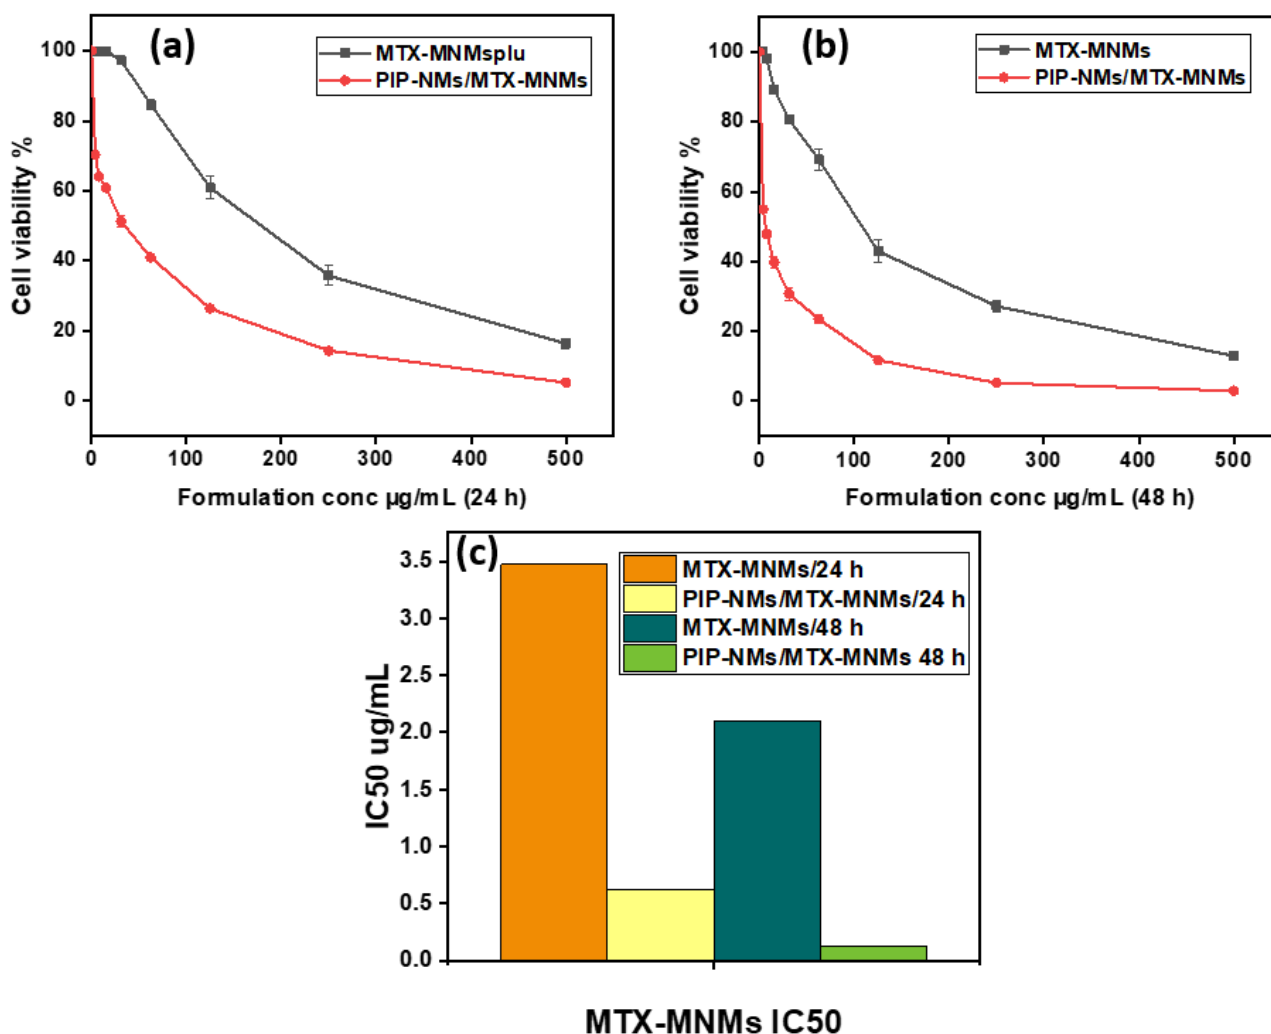 (a)
MTX-MNMsplu
PIP-NMs/MTX-MNMs
Cell viability %
100
80
60
40
20
0
0 100 200 300 400 500
Formulation conc µg/mL (24 h)
(b)
MTX-MNMs
PIP-NMs/MTX-MNMs
Cell viability %
100
80
60
40
20
0
0 100 200 300 400 500
Formulation conc µg/mL (48 h)
(c)
MTX-MNMs/24 h
PIP-NMs/MTX-MNMs/24 h
MTX-MNMs/48 h
PIP-NMs/MTX-MNMs 48 h
IC50 ug/mL
3.5
3.0
2.5
2.0
1.5
1.0
0.5
0.0
MTX-MNMs IC50